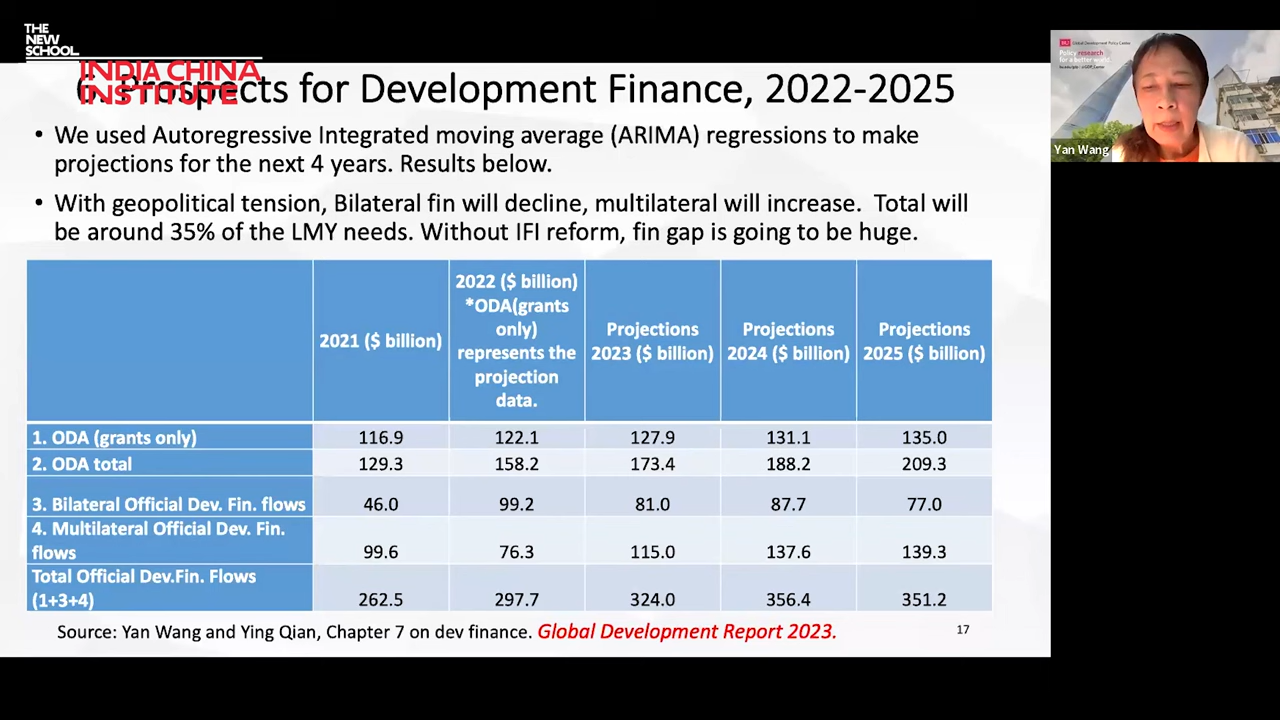 THE
NEW
SCHOOL
INDIA CHINA
INSTITUTE
Prospects for Development Finance, 2022-2025
• We used Autoregressive Integrated moving average (ARIMA) regressions to make
projections for the next 4 years. Results below.
• With geopolitical tension, Bilateral fin will decline, multilateral will increase. Total will
be around 35% of the LMY needs. Without IFI reform, fin gap is going to be huge.
2021 ($ billion)
2022 ($ billion)
*ODA(grants
only)
represents the
projection
data.
Projections
2023 ($ billion)
Projections
2024 ($ billion)
Projections
2025 ($ billion)
1. ODA (grants only) 116.9 122.1 127.9 131.1 135.0
2. ODA total 129.3 158.2 173.4 188.2 209.3
3. Bilateral Official Dev. Fin. flows 46.0 99.2 81.0 87.7 77.0
4. Multilateral Official Dev. Fin.
flows 99.6 76.3 115.0 137.6 139.3
Total Official Dev.Fin. Flows
(1+3+4) 262.5 297.7 324.0 356.4 351.2
Source: Yan Wang and Ying Qian, Chapter 7 on dev finance. Global Development Report 2023.
17
Global Development Policy Center
Policy research
for a better world
Yan Wang